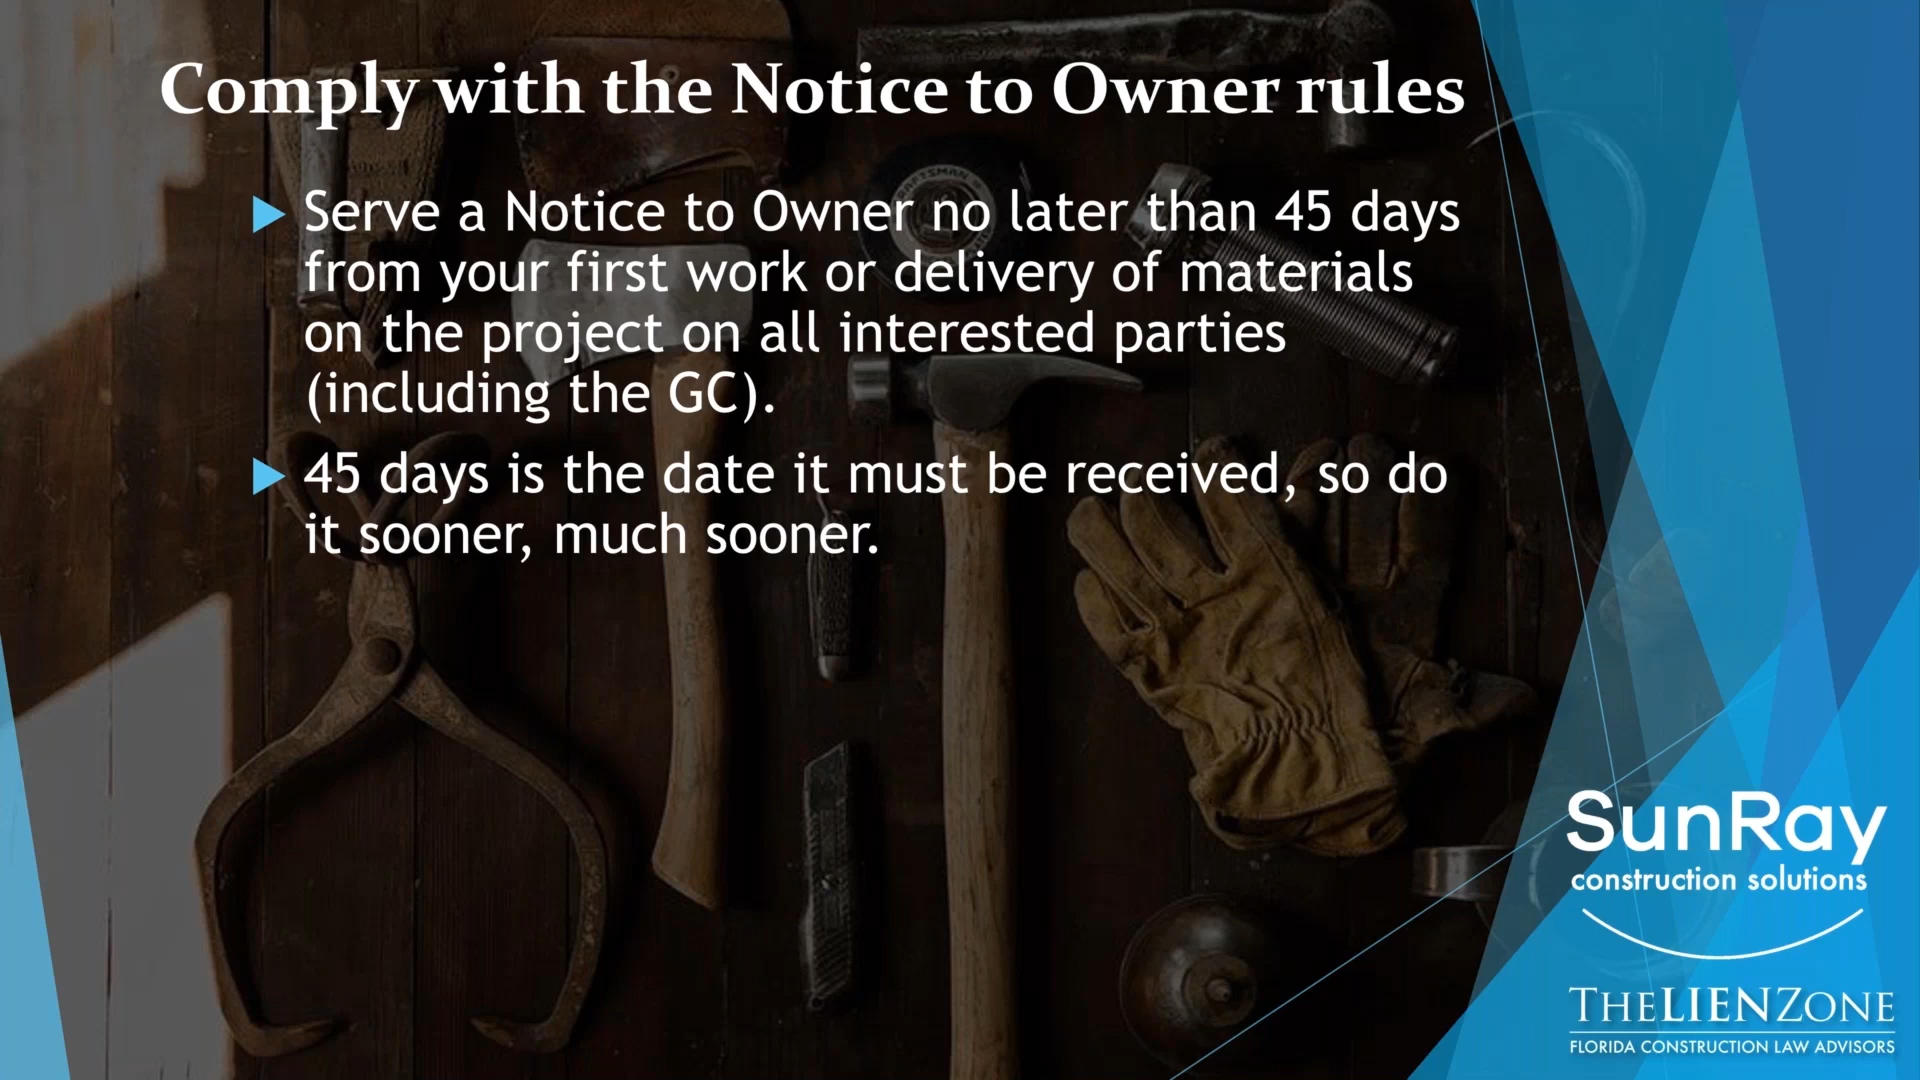 Comply with the Notice to Owner rules
Serve a Notice to Owner no later than 45 days
from your first work or delivery of materials
on the project on all interested parties
(including the GC).
45 days is the date it must be received, so do
it sooner, much sooner.
CRAFTSMAN
SunRay
construction solutions
THELIENZONE
FLORIDA CONSTRUCTION LAW ADVISORS